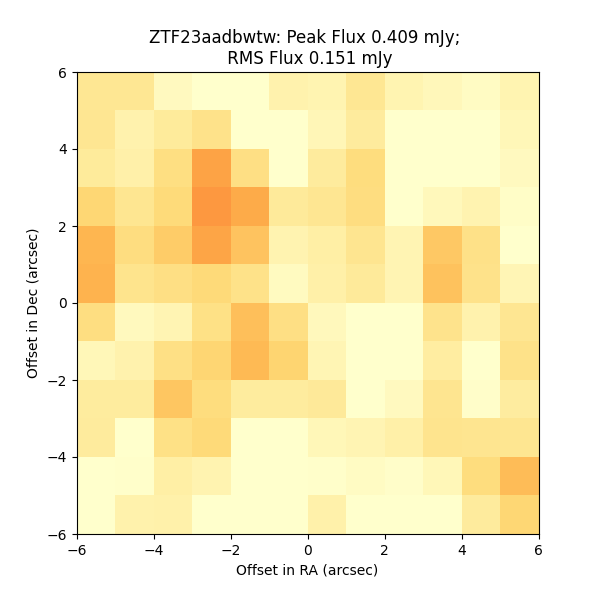 ZTF23aadbwtw: Peak Flux 0.409 mJy;
RMS Flux 0.151 mJy
6
4
2
0
−2
−4
−6
Offset in Dec (arcsec)
−6 −4 −2 0 2 4 6
Offset in RA (arcsec)